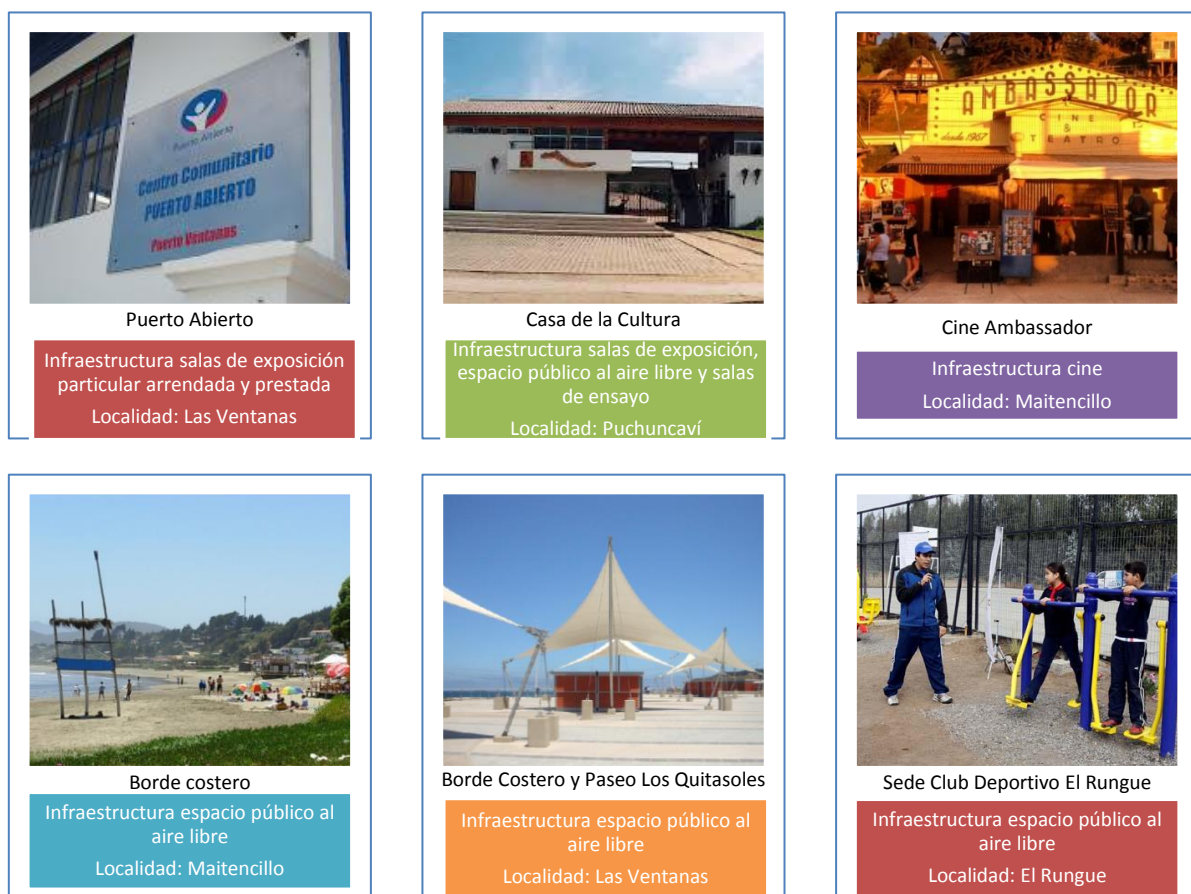 Puerto Abierto
Centro Comunitario
PUERTO ABIERTO
Puerto Ventanas
Puerto Abierto
Infraestructura salas de exposición
particular arrendada y prestada
Localidad: Las Ventanas
Casa de la Cultura
Infraestructura salas de exposición,
espacio público al aire libre y salas
de ensayo
Localidad: Puchuncaví
AMBASSADOR
desde 1967
CINE
&
TEATRO
Cine Ambassador
Infraestructura cine
Localidad: Maitencillo
Borde costero
Infraestructura espacio público al
aire libre
Localidad: Maitencillo
Borde Costero y Paseo Los Quitasoles
Infraestructura espacio público al
aire libre
Localidad: Las Ventanas
Sede Club Deportivo El Rungue
Infraestructura espacio público al
aire libre
Localidad: El Rungue